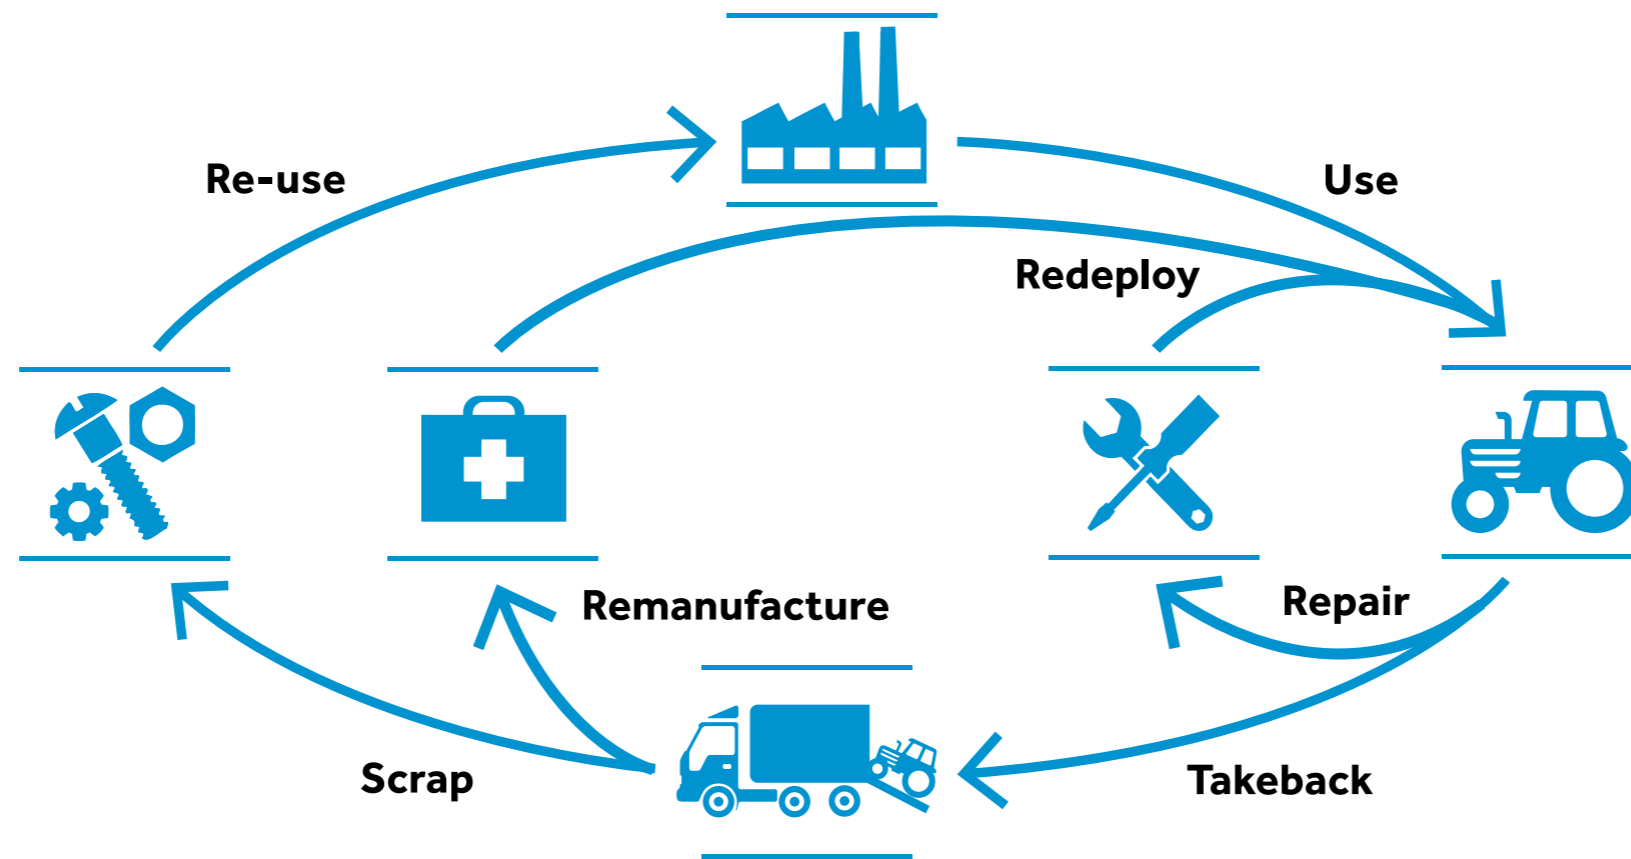 Re-use
Use
Redeploy
Remanufacture
Repair
Scrap
Takeback